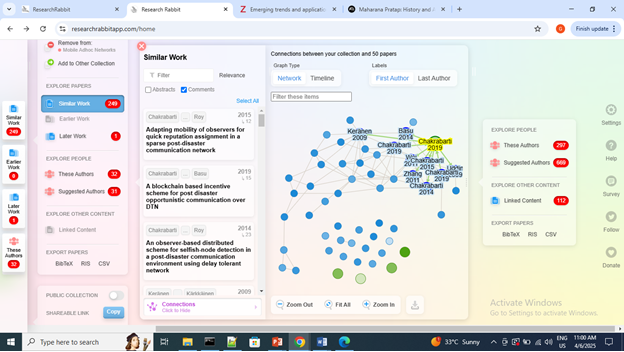 Research Rabbit
Research Rabbit
Emerging trends and applicatio
Maharana Pratap: History and
researchrabbitapp.com/home
Finish update
Remove from:
Mobile Adhoc Networks
Add to Other Collection
EXPLORE PAPERS
Similar Work 249
Earlier Work
Later Work 1
EXPLORE PEOPLE
These Authors 32
Suggested Authors 31
EXPLORE OTHER CONTENT
Linked Content
EXPORT PAPERS
BibTeX RIS CSV
PUBLIC COLLECTION
SHAREABLE LINK Copy
Similar
Work
249
Earlier
Work
Later
Work
1
These
Authors
32
Similar Work
Filter Relevance
Abstracts Comments
Select All
Chakrabarti ... Roy 2015
Adapting mobility of observers for
quick reputation assignment in a
sparse post-disaster
communication network
Chakrabarti ... Basu 2019
A blockchain based incentive
scheme for post disaster
opportunistic communication over
DTN
Chakrabarti ... Roy 2014
An observer-based distributed
scheme for selfish-node detection in
a post-disaster communication
environment using delay tolerant
network
Keränen ... Kärkkäinen 2009
Connections
Click to Hide
Connections between your collection and 50 papers
Graph Type Labels
Network Timeline First Author Last Author
Filter these items
Keränen
2009
Basu
2014
Chakrabarti
2019
Chakrabarti
2019
Chakrabarti
2015
Chakrabarti
2019
Zhang
Chakrabarti
2014
Zoom Out Fit All Zoom In
EXPLORE PEOPLE
These Authors 297
Suggested Authors 669
EXPLORE OTHER CONTENT
Linked Content 112
EXPORT PAPERS
BibTeX RIS CSV
Settings
Help
Survey
Follow
Donate
Activate Windows
Go to Settings to activate Windows.
Type here to search
33°C Sunny
ENG
US
11:00 AM
4/6/2025